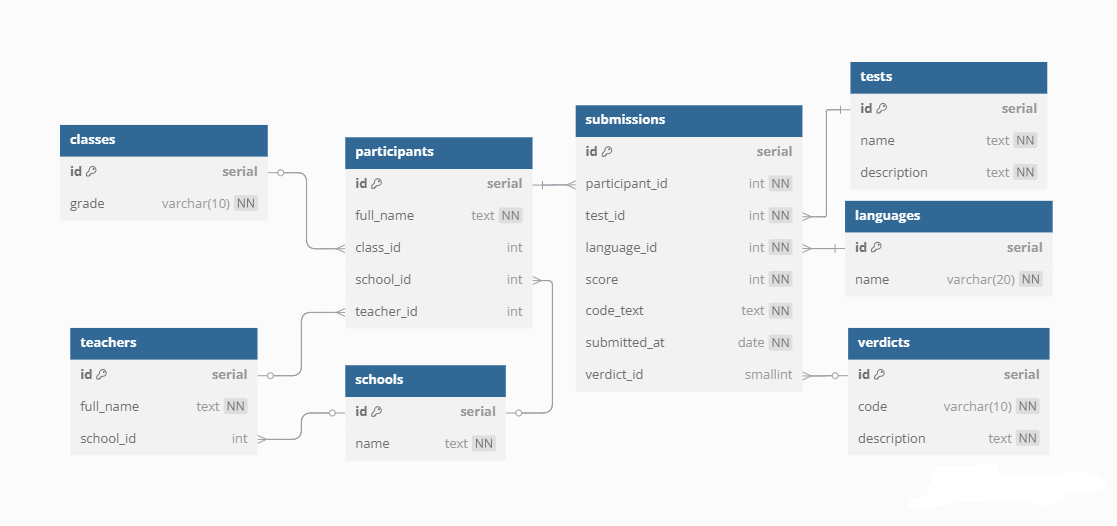 classes
id serial
grade varchar(10) NN
participants
id serial
full_name text NN
class_id int
school_id int
teacher_id int
teachers
id serial
full_name text NN
school_id int
schools
id serial
name text NN
submissions
id serial
participant_id int NN
test_id int NN
language_id int NN
score int NN
code_text text NN
submitted_at date NN
verdict_id smallint
tests
id serial
name text NN
description text NN
languages
id serial
name varchar(20) NN
verdicts
id serial
code varchar(10) NN
description text NN